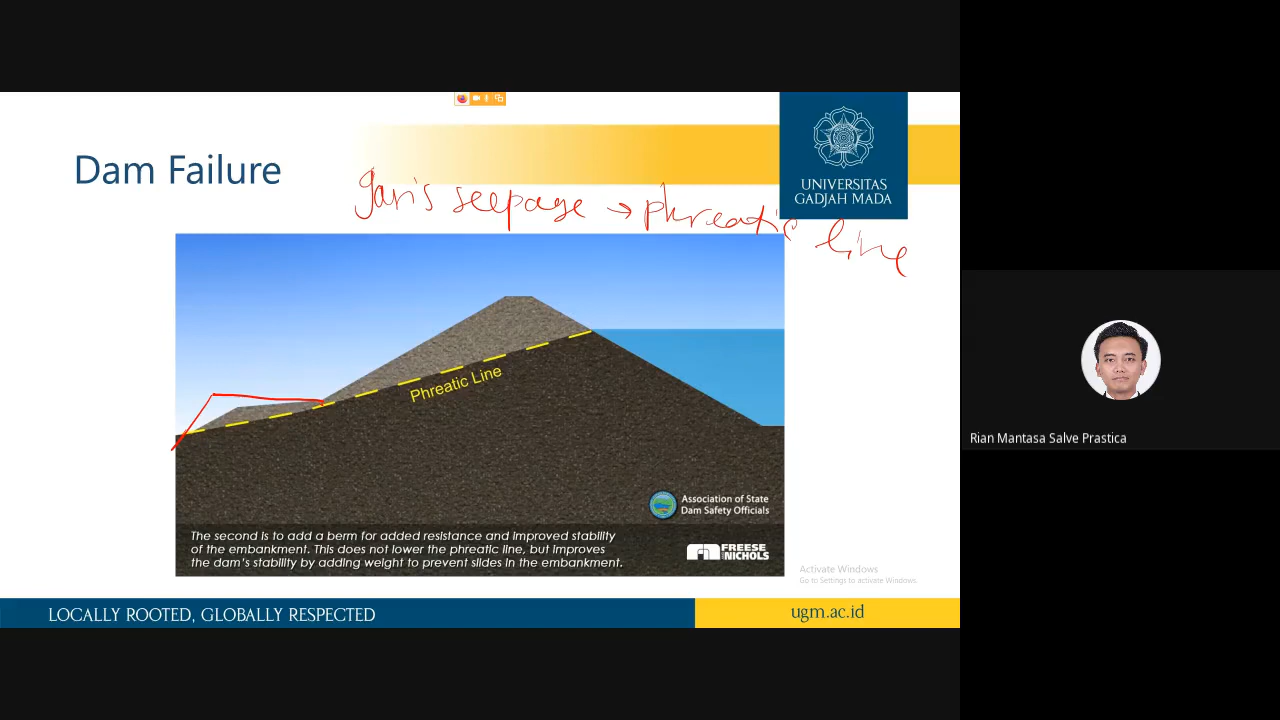 Dam Failure
UNIVERSITAS
GADJAH MADA
garis seepage → phreatic line
Phreatic Line
Association of State
Dam Safety Officials
The second is to add a berm for added resistance and improved stability
of the embankment. This does not lower the phreatic line, but improves
the dam's stability by adding weight to prevent slides in the embankment.
FREESE
NICHOLS
Rian Mantasa Salve Prastica
Activate Windows
Go to Settings to activate Windows.
LOCALLY ROOTED, GLOBALLY RESPECTED
ugm.ac.id